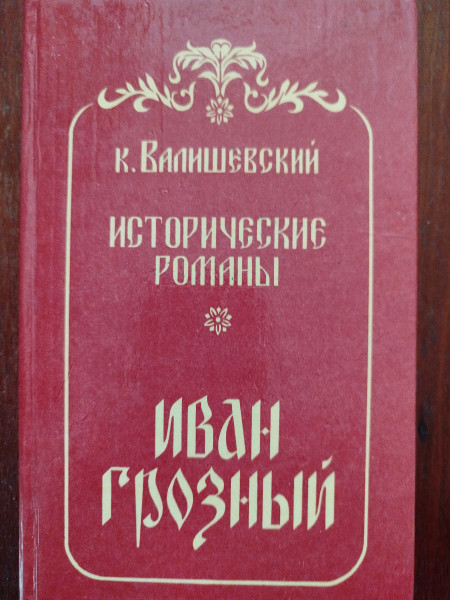 К. Валишевский
ИСТОРИЧЕСКИЕ
РОМАНЫ
ИВАН
ГРОЗНЫЙ